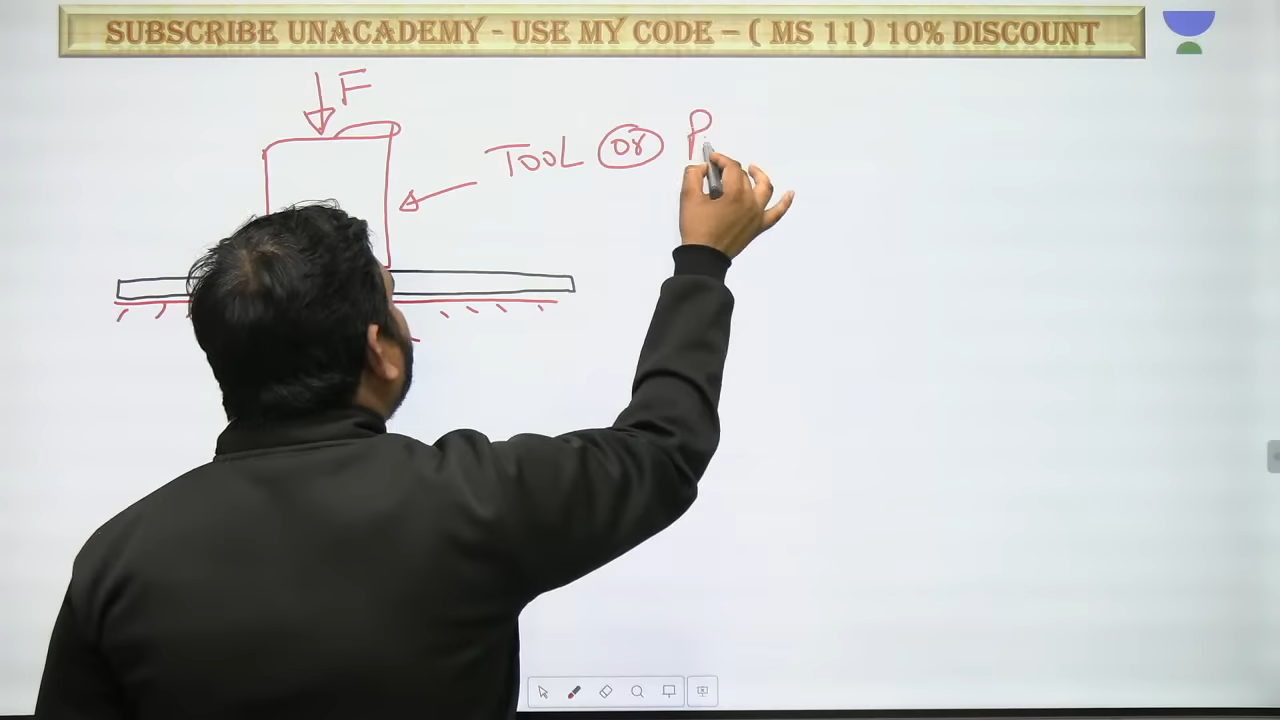 SUBSCRIBE UNACADEMY - USE MY CODE – ( MS 11 ) 10% DISCOUNT
F
TOOL or P